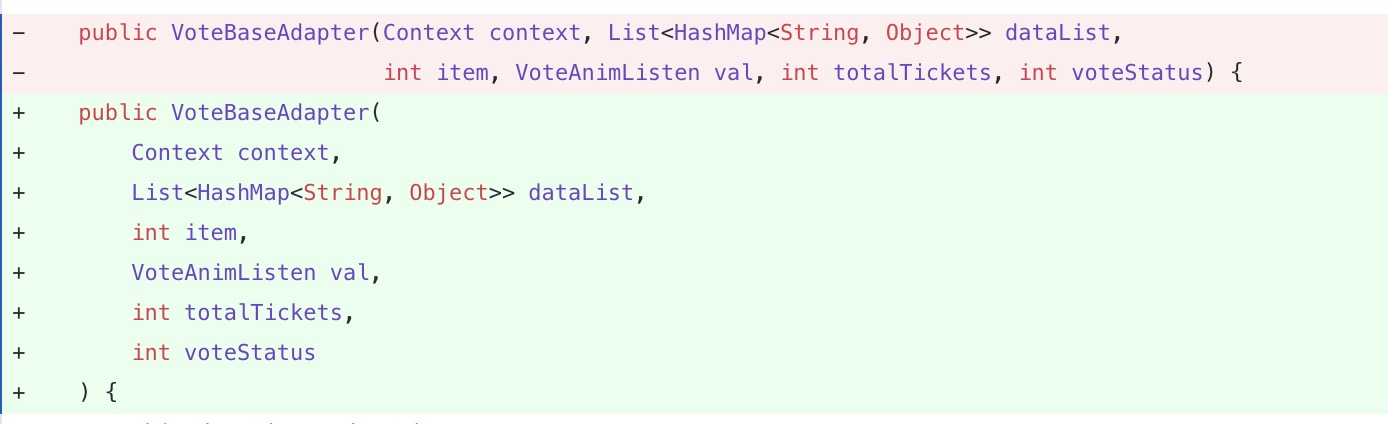 −    public VoteBaseAdapter(Context context, List<HashMap<String, Object>> dataList,
−                           int item, VoteAnimListen val, int totalTickets, int voteStatus) {
+    public VoteBaseAdapter(
+        Context context,
+        List<HashMap<String, Object>> dataList,
+        int item,
+        VoteAnimListen val,
+        int totalTickets,
+        int voteStatus
+    ) {